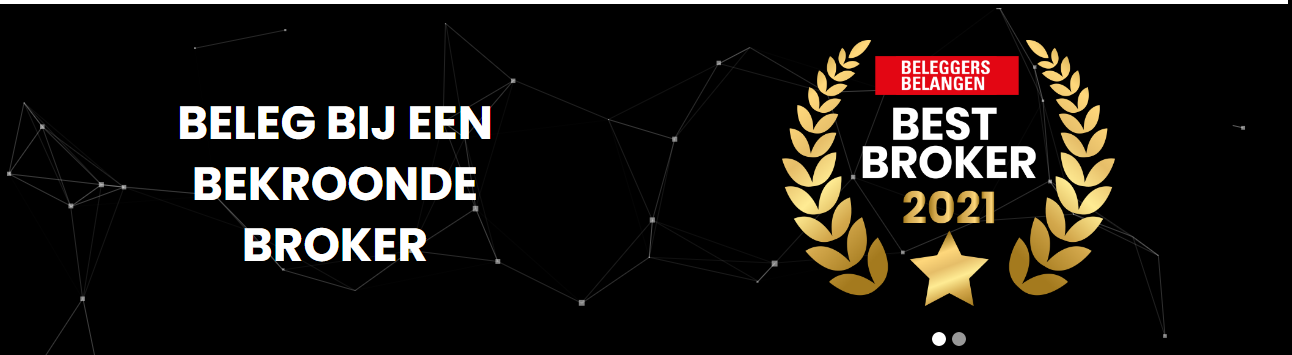 BELEG BIJ EEN
BEKROONDE
BROKER
BELEGGERS
BELANGEN
BEST
BROKER
2021